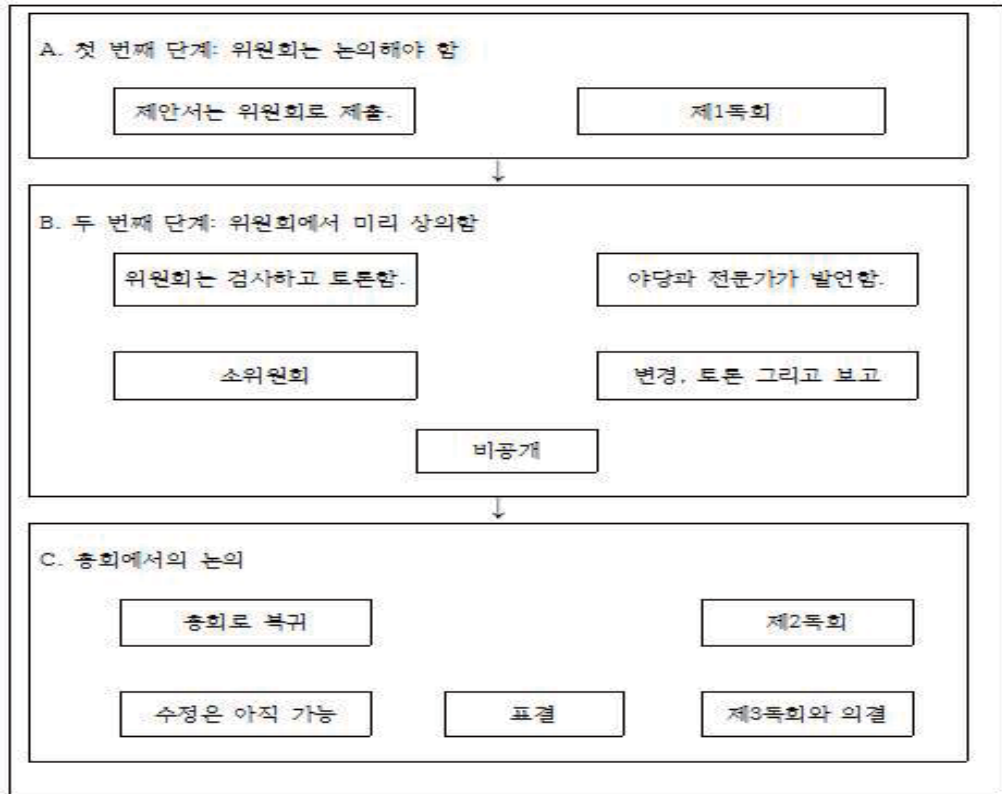 A. 첫 번째 단계: 위원회는 논의해야 함
제안서는 위원회로 제출.
제1독회
↓
B. 두 번째 단계: 위원회에서 미리 상의함
위원회는 검사하고 토론함.
야당과 전문가가 발언함.
소위원회
변경, 토론 그리고 보고
비공개
↓
C. 총회에서의 논의
총회로 복귀
제2독회
수정은 아직 가능
표결
제3독회와 의결